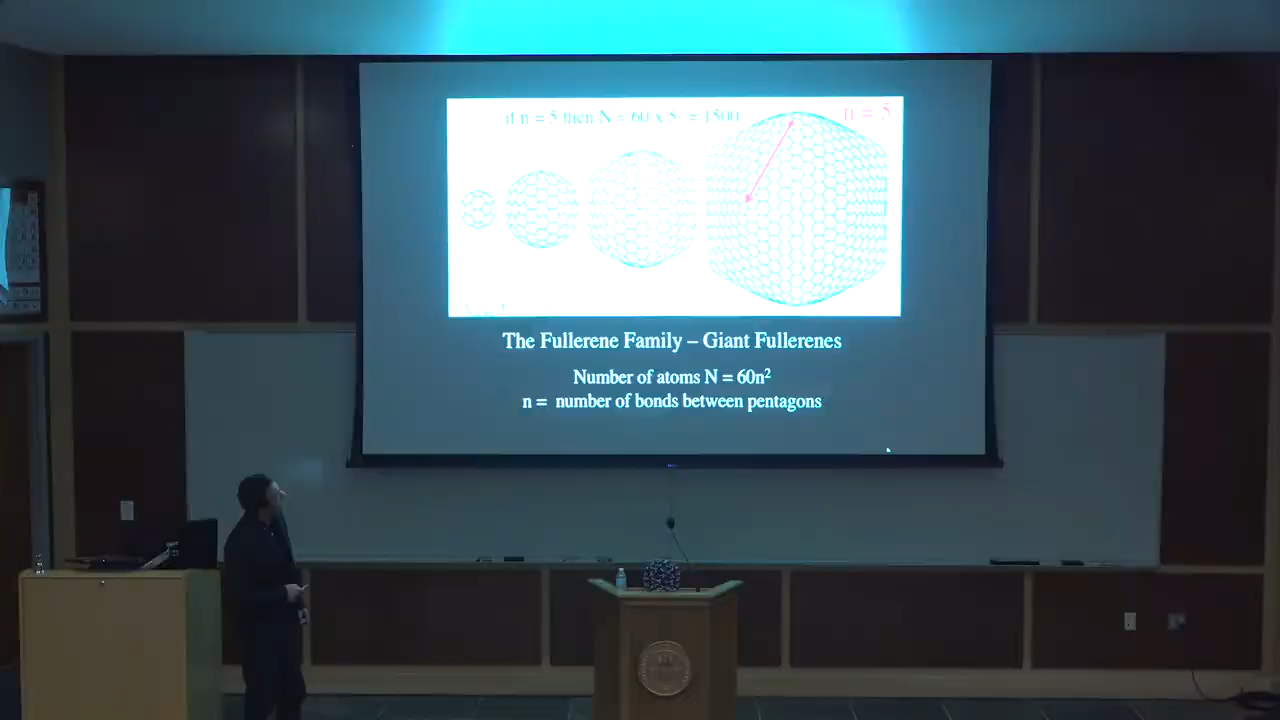 if n = 5 then N = 60 x 5² = 1500
n = 5
The Fullerene Family – Giant Fullerenes
Number of atoms N = 60n²
n = number of bonds between pentagons